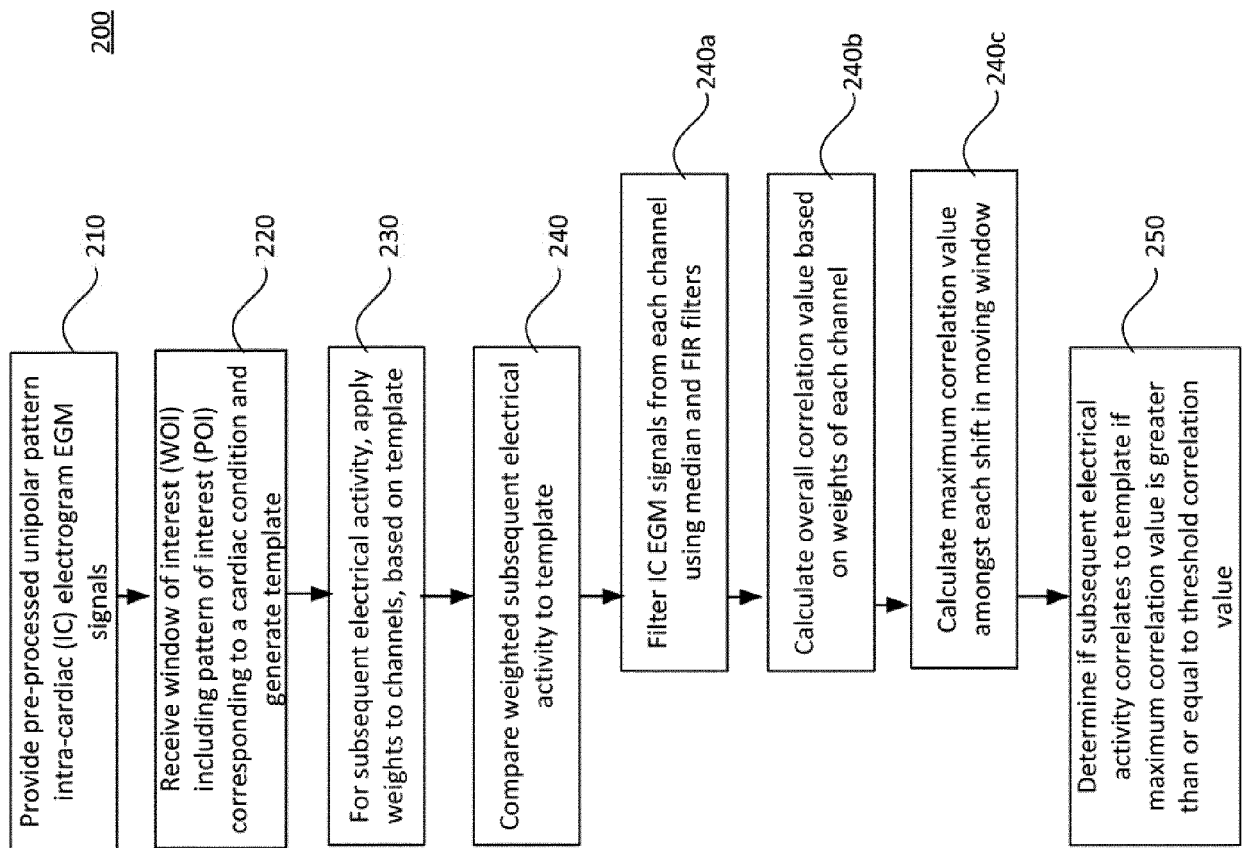 200
210
Provide pre-processed unipolar pattern
intra-cardiac (IC) electrogram EGM
signals
220
Receive window of interest (WOI)
including pattern of interest (POI)
corresponding to a cardiac condition and
generate template
230
For subsequent electrical activity, apply
weights to channels, based on template
240
Compare weighted subsequent electrical
activity to template
240a
Filter IC EGM signals from each channel
using median and FIR filters
240b
Calculate overall correlation value based
on weights of each channel
240c
Calculate maximum correlation value
amongst each shift in moving window
250
Determine if subsequent electrical
activity correlates to template if
maximum correlation value is greater
than or equal to threshold correlation
value